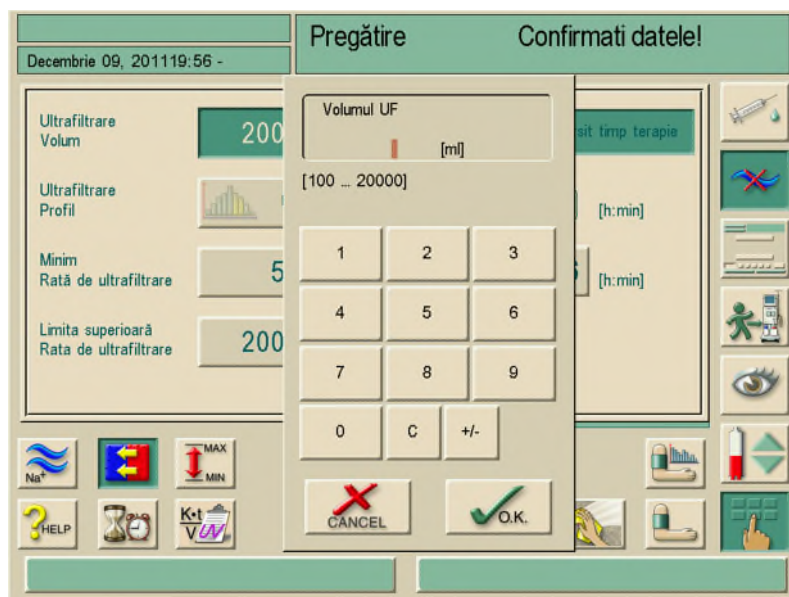 Pregătire
Confirmati datele!
Decembrie 09, 201119:56 -
Ultrafiltrare
Volum
200
Volumul UF
[ml]
[100 ... 20000]
sit timp terapie
Ultrafiltrare
Profil
[h:min]
Minim
Rată de ultrafiltrare
5
[h:min]
Limita superioară
Rata de ultrafiltrare
200
1 2 3
4 5 6
7 8 9
0 C +/-
CANCEL
O.K.
Na+
MAX
MIN
?HELP
K•t
V
UV